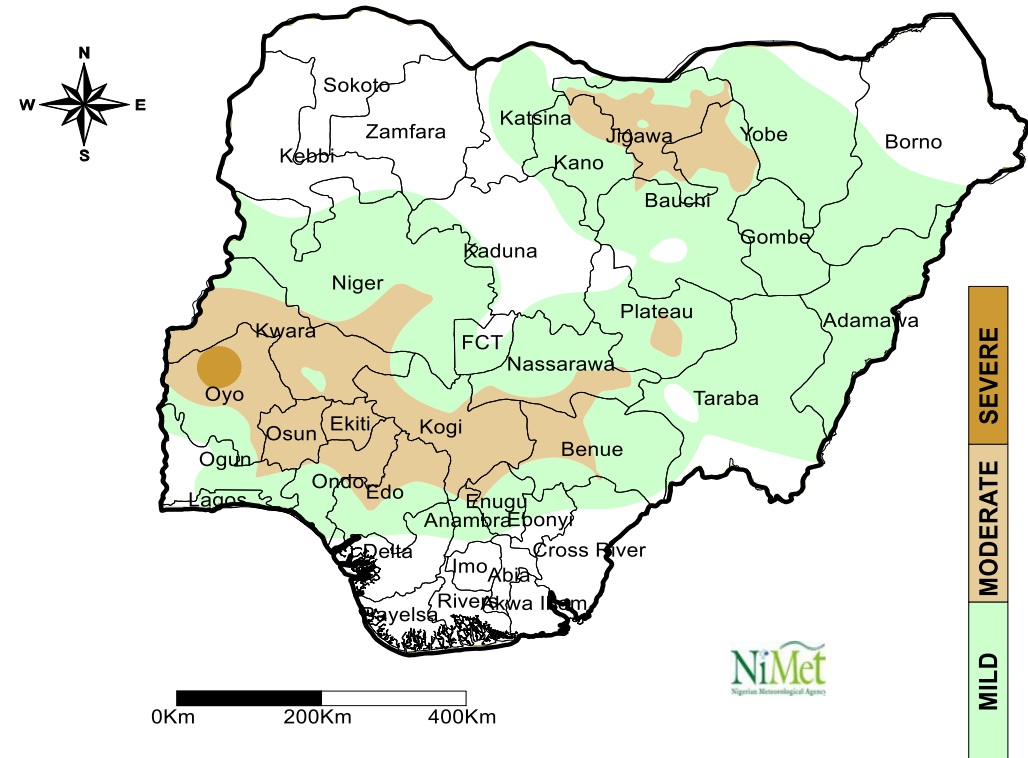 N
W
E
S
Sokoto
Katsina
Zamfara
Jigawa
Yobe
Borno
Kebbi
Kano
Bauchi
Gombe
Kaduna
Niger
Plateau
Adamawa
Kwara
FCT
Nassarawa
Oyo
Taraba
Osun
Ekiti
Kogi
Benue
Ogun
Ondo
Edo
Lagos
Enugu
Anambra
Ebonyi
Delta
Cross River
Imo
Abia
Rivers
Akwa Ibom
Bayelsa
SEVERE
MODERATE
MILD
NiMet
Nigerian Meteorological Agency
0Km
200Km
400Km